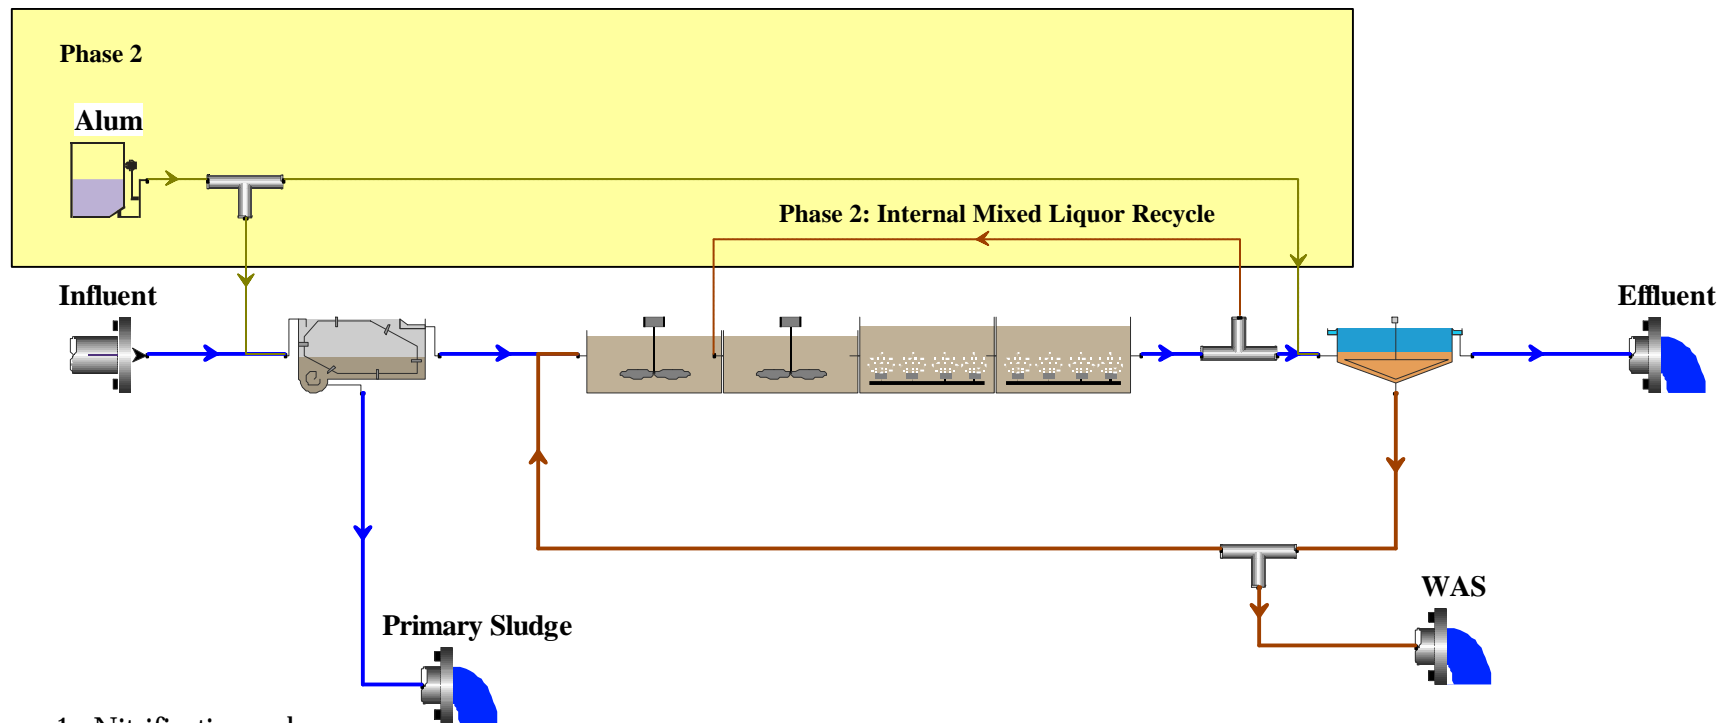 Phase 2
Alum
Phase 2: Internal Mixed Liquor Recycle
Influent
Effluent
WAS
Primary Sludge